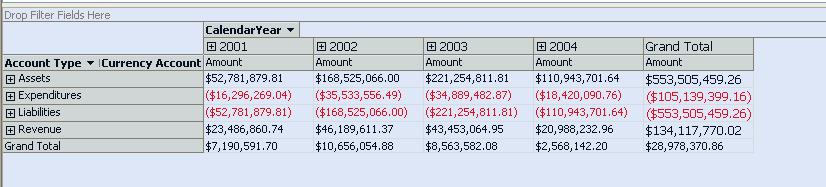 Drop Filter Fields Here
CalendarYear
2001 2002 2003 2004 Grand Total
Account Type Currency Account Amount Amount Amount Amount Amount
Assets $52,781,879.81 $168,525,066.00 $221,254,811.81 $110,943,701.64 $553,505,459.26
Expenditures ($16,296,269.04) ($35,533,556.49) ($34,889,482.87) ($18,420,090.76) ($105,139,399.16)
Liabilities ($52,781,879.81) ($168,525,066.00) ($221,254,811.81) ($110,943,701.64) ($553,505,459.26)
Revenue $23,486,860.74 $46,189,611.37 $43,453,064.95 $20,988,232.96 $134,117,770.02
Grand Total $7,190,591.70 $10,656,054.88 $8,563,582.08 $2,568,142.20 $28,978,370.86